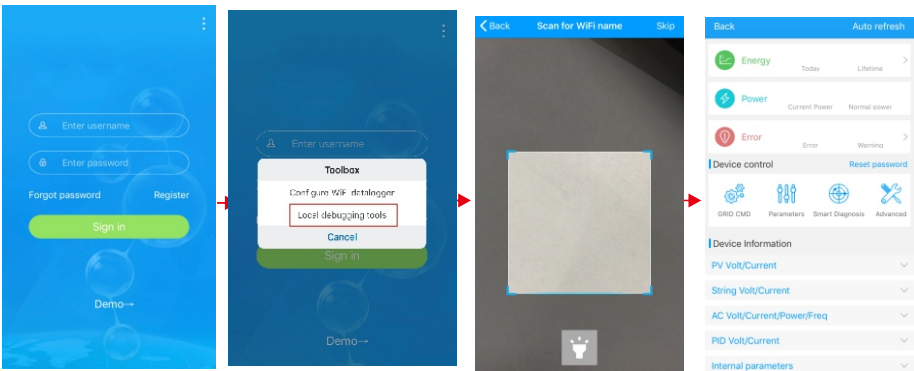 Enter username
Enter password
Forgot password Register
Sign in
Demo→
Enter username
Toolbox
Configure WiFi datalogger
Local debugging tools
Cancel
Sign in
Demo→
Back Scan for WiFi name Skip
Back Auto refresh
Energy
Today Lifetime
Power
Current Power Normal power
Error
Error Warning
Device control Reset password
GRID CMD Parameters Smart Diagnosis Advanced
Device Information
PV Volt/Current
String Volt/Current
AC Volt/Current/Power/Freq
PID Volt/Current
Internal parameters